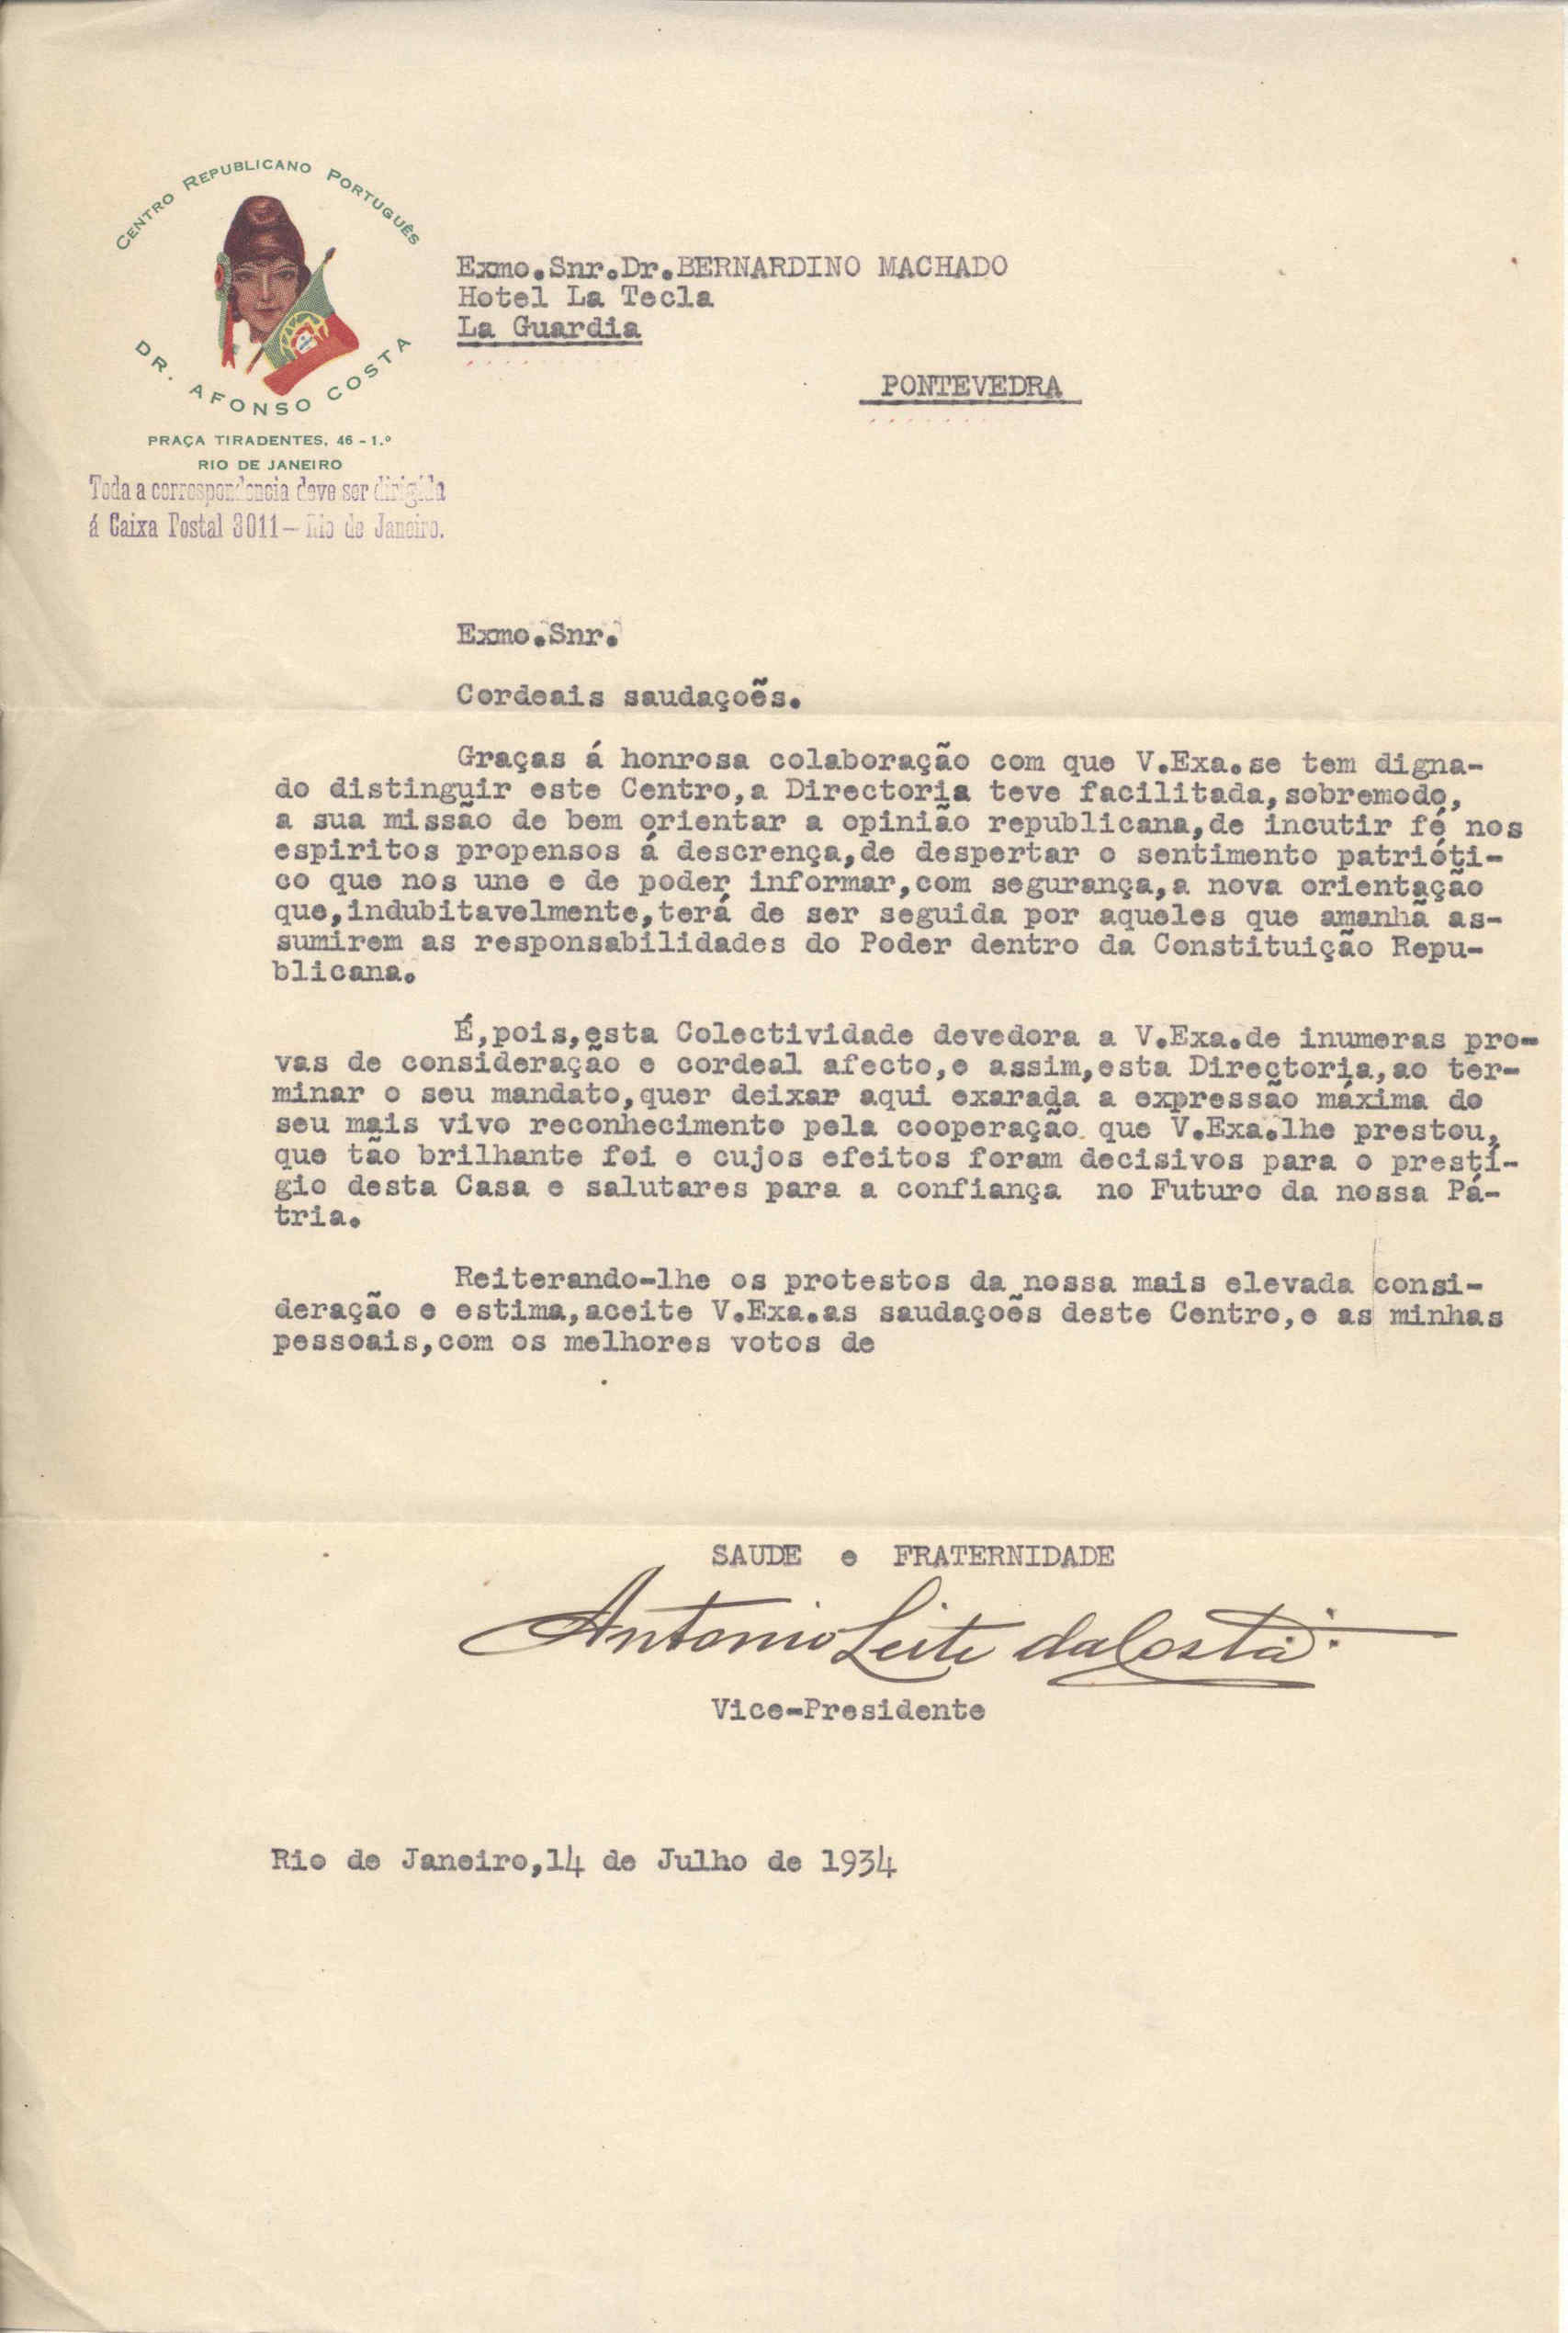 CENTRO REPUBLICANO PORTUGUÊS
DR. AFONSO COSTA
PRAÇA TIRADENTES, 46 - 1.º
RIO DE JANEIRO
Toda a correspondencia deve ser dirigida
á Caixa Postal 3011 — Rio de Janeiro.
Exmo.Snr.Dr.BERNARDINO MACHADO
Hotel La Tecla
La Guardia
PONTEVEDRA
Exmo.Snr.
Cordeais saudaçoẽs.
Graças á honrosa colaboração com que V.Exa.se tem digna-
do distinguir este Centro,a Directoria teve facilitada,sobremodo,
a sua missão de bem orientar a opinião republicana,de incutir fé nos
espiritos propensos á descrença,de despertar o sentimento patrióti-
co que nos une e de poder informar,com segurança,a nova orientação
que,indubitavelmente,terá de ser seguida por aqueles que amanhã as-
sumirem as responsabilidades do Poder dentro da Constituição Repu-
blicana.
É,pois,esta Colectividade devedora a V.Exa.de inumeras pro-
vas de consideração e cordeal afecto,e assim,esta Directoria,ao ter-
minar o seu mandato,quer deixar aqui exarada a expressão máxima do
seu mais vivo reconhecimento pela cooperação que V.Exa.lhe prestou,
que tão brilhante foi e cujos efeitos foram decisivos para o prestí-
gio desta Casa e salutares para a confiança no Futuro da nossa Pá-
tria.
Reiterando-lhe os protestos da nossa mais elevada consi-
deração e estima,aceite V.Exa.as saudaçoẽs deste Centro,e as minhas
pessoais,com os melhores votos de
SAUDE e FRATERNIDADE
Antonio Leite da Costa
Vice-Presidente
Rio de Janeiro,14 de Julho de 1934